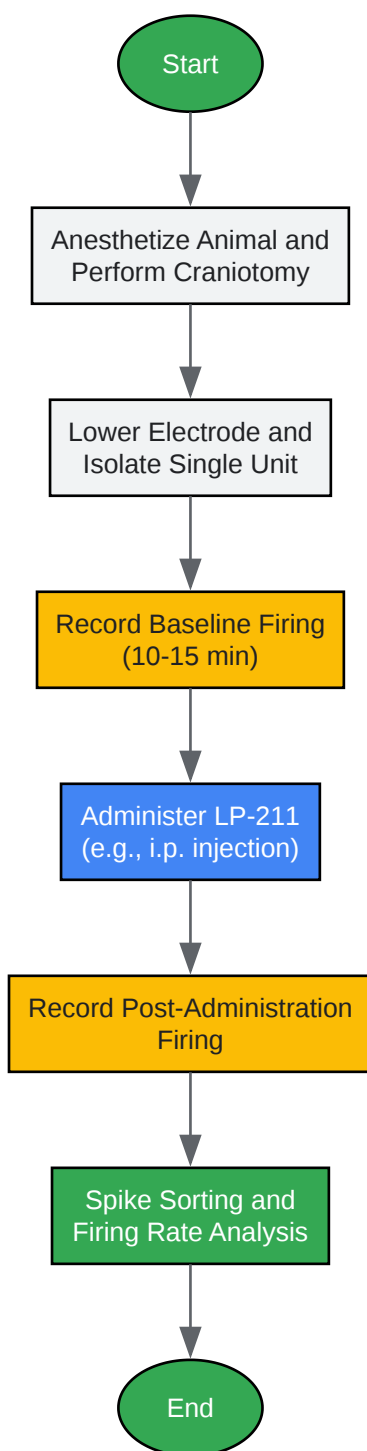 Start
Anesthetize Animal and
Perform Craniotomy
Lower Electrode and
Isolate Single Unit
Record Baseline Firing
(10-15 min)
Administer LP-211
(e.g., i.p. injection)
Record Post-Administration
Firing
Spike Sorting and
Firing Rate Analysis
End